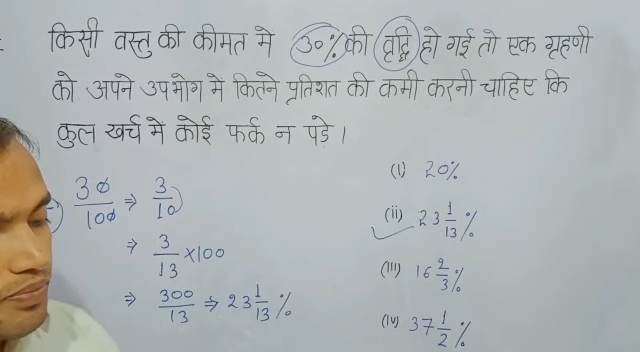 किसी वस्तु की कीमत मे 30% की वृद्धि हो गई तो एक ग्रहणी
को अपने उपभोग मे कितने प्रतिशत की कमी करनी चाहिए कि
कुल खर्च मे कोई फर्क न पड़े ।
30/100 ⇒ 3/10
⇒ 3/13 × 100
⇒ 300/13 ⇒ 23 1/13 %
(i) 20%
(ii) 23 1/13 %
(iii) 16 2/3 %
(iv) 37 1/2 %